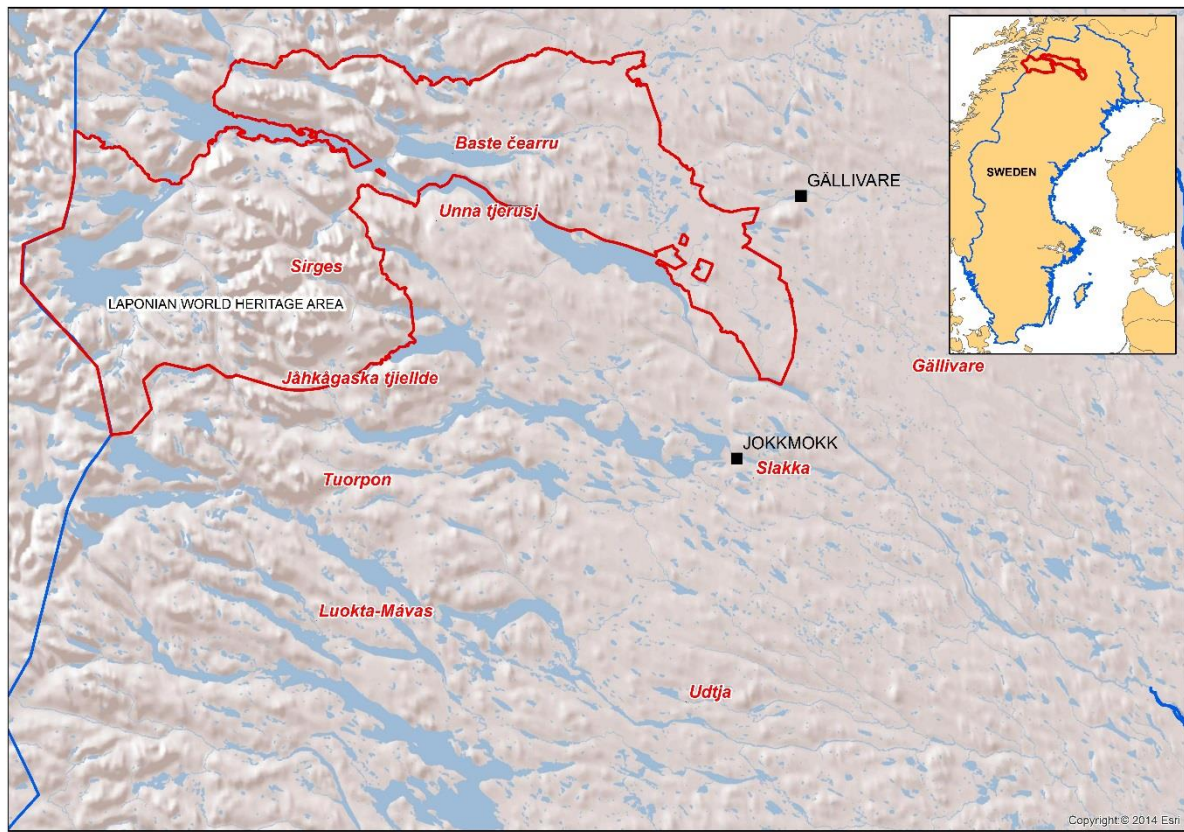 Baste čearru
GÄLLIVARE
SWEDEN
Unna tjerusj
Sirges
LAPONIAN WORLD HERITAGE AREA
Gällivare
Jåhkågaska tjiellde
JOKKMOKK
Slakka
Tuorpon
Luokta-Mávas
Udtja
Copyright:© 2014 Esri